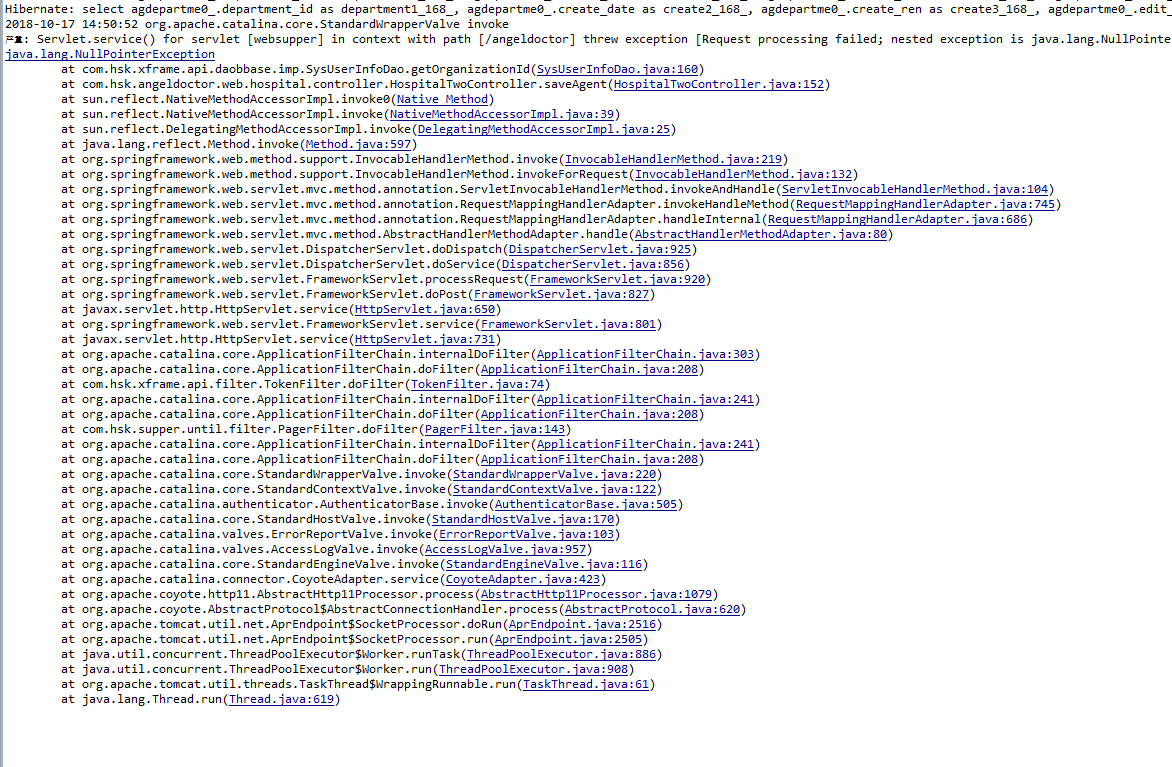 Hibernate: select agdepartme0_.department_id as department1_168_, agdepartme0_.create_date as create2_168_, agdepartme0_.create_ren as create3_168_, agdepartme0_.edit_
2018-10-17 14:50:52 org.apache.catalina.core.StandardWrapperValve invoke
: Servlet.service() for servlet [websupper] in context with path [/angeldoctor] threw exception [Request processing failed; nested exception is java.lang.NullPointe
java.lang.NullPointerException
at com.hsk.xframe.api.daobbase.imp.SysUserInfoDao.getOrganizationId(SysUserInfoDao.java:160)
at com.hsk.angeldoctor.web.hospital.controller.HospitalTwoController.saveAgent(HospitalTwoController.java:152)
at sun.reflect.NativeMethodAccessorImpl.invoke0(Native Method)
at sun.reflect.NativeMethodAccessorImpl.invoke(NativeMethodAccessorImpl.java:39)
at sun.reflect.DelegatingMethodAccessorImpl.invoke(DelegatingMethodAccessorImpl.java:25)
at java.lang.reflect.Method.invoke(Method.java:597)
at org.springframework.web.method.support.InvocableHandlerMethod.invoke(InvocableHandlerMethod.java:219)
at org.springframework.web.method.support.InvocableHandlerMethod.invokeForRequest(InvocableHandlerMethod.java:132)
at org.springframework.web.servlet.mvc.method.annotation.ServletInvocableHandlerMethod.invokeAndHandle(ServletInvocableHandlerMethod.java:104)
at org.springframework.web.servlet.mvc.method.annotation.RequestMappingHandlerAdapter.invokeHandleMethod(RequestMappingHandlerAdapter.java:745)
at org.springframework.web.servlet.mvc.method.annotation.RequestMappingHandlerAdapter.handleInternal(RequestMappingHandlerAdapter.java:686)
at org.springframework.web.servlet.mvc.method.AbstractHandlerMethodAdapter.handle(AbstractHandlerMethodAdapter.java:80)
at org.springframework.web.servlet.DispatcherServlet.doDispatch(DispatcherServlet.java:925)
at org.springframework.web.servlet.DispatcherServlet.doService(DispatcherServlet.java:856)
at org.springframework.web.servlet.FrameworkServlet.processRequest(FrameworkServlet.java:920)
at org.springframework.web.servlet.FrameworkServlet.doPost(FrameworkServlet.java:827)
at javax.servlet.http.HttpServlet.service(HttpServlet.java:650)
at org.springframework.web.servlet.FrameworkServlet.service(FrameworkServlet.java:801)
at javax.servlet.http.HttpServlet.service(HttpServlet.java:731)
at org.apache.catalina.core.ApplicationFilterChain.internalDoFilter(ApplicationFilterChain.java:303)
at org.apache.catalina.core.ApplicationFilterChain.doFilter(ApplicationFilterChain.java:208)
at com.hsk.xframe.api.filter.TokenFilter.doFilter(TokenFilter.java:74)
at org.apache.catalina.core.ApplicationFilterChain.internalDoFilter(ApplicationFilterChain.java:241)
at org.apache.catalina.core.ApplicationFilterChain.doFilter(ApplicationFilterChain.java:208)
at com.hsk.supper.until.filter.PagerFilter.doFilter(PagerFilter.java:143)
at org.apache.catalina.core.ApplicationFilterChain.internalDoFilter(ApplicationFilterChain.java:241)
at org.apache.catalina.core.ApplicationFilterChain.doFilter(ApplicationFilterChain.java:208)
at org.apache.catalina.core.StandardWrapperValve.invoke(StandardWrapperValve.java:220)
at org.apache.catalina.core.StandardContextValve.invoke(StandardContextValve.java:122)
at org.apache.catalina.authenticator.AuthenticatorBase.invoke(AuthenticatorBase.java:505)
at org.apache.catalina.core.StandardHostValve.invoke(StandardHostValve.java:170)
at org.apache.catalina.valves.ErrorReportValve.invoke(ErrorReportValve.java:103)
at org.apache.catalina.valves.AccessLogValve.invoke(AccessLogValve.java:957)
at org.apache.catalina.core.StandardEngineValve.invoke(StandardEngineValve.java:116)
at org.apache.catalina.connector.CoyoteAdapter.service(CoyoteAdapter.java:423)
at org.apache.coyote.http11.AbstractHttp11Processor.process(AbstractHttp11Processor.java:1079)
at org.apache.coyote.AbstractProtocol$AbstractConnectionHandler.process(AbstractProtocol.java:620)
at org.apache.tomcat.util.net.AprEndpoint$SocketProcessor.doRun(AprEndpoint.java:2516)
at org.apache.tomcat.util.net.AprEndpoint$SocketProcessor.run(AprEndpoint.java:2505)
at java.util.concurrent.ThreadPoolExecutor$Worker.runTask(ThreadPoolExecutor.java:886)
at java.util.concurrent.ThreadPoolExecutor$Worker.run(ThreadPoolExecutor.java:908)
at org.apache.tomcat.util.threads.TaskThread$WrappingRunnable.run(TaskThread.java:61)
at java.lang.Thread.run(Thread.java:619)